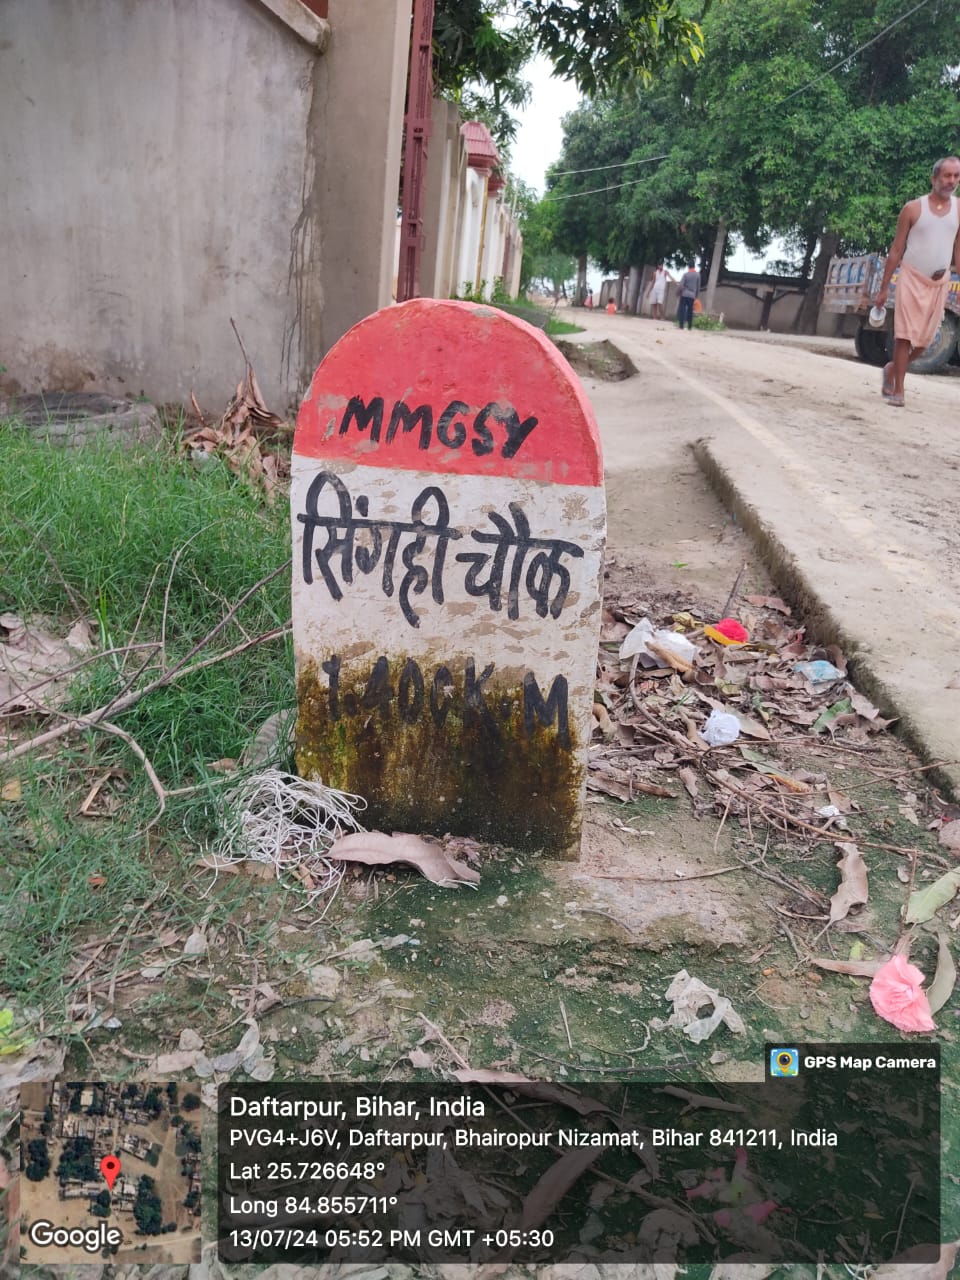 MMGSY
सिंगही चौक
1.400KM
GPS Map Camera
Daftarpur, Bihar, India
PVG4+J6V, Daftarpur, Bhairopur Nizamat, Bihar 841211, India
Lat 25.726648°
Long 84.855711°
13/07/24 05:52 PM GMT +05:30
Google